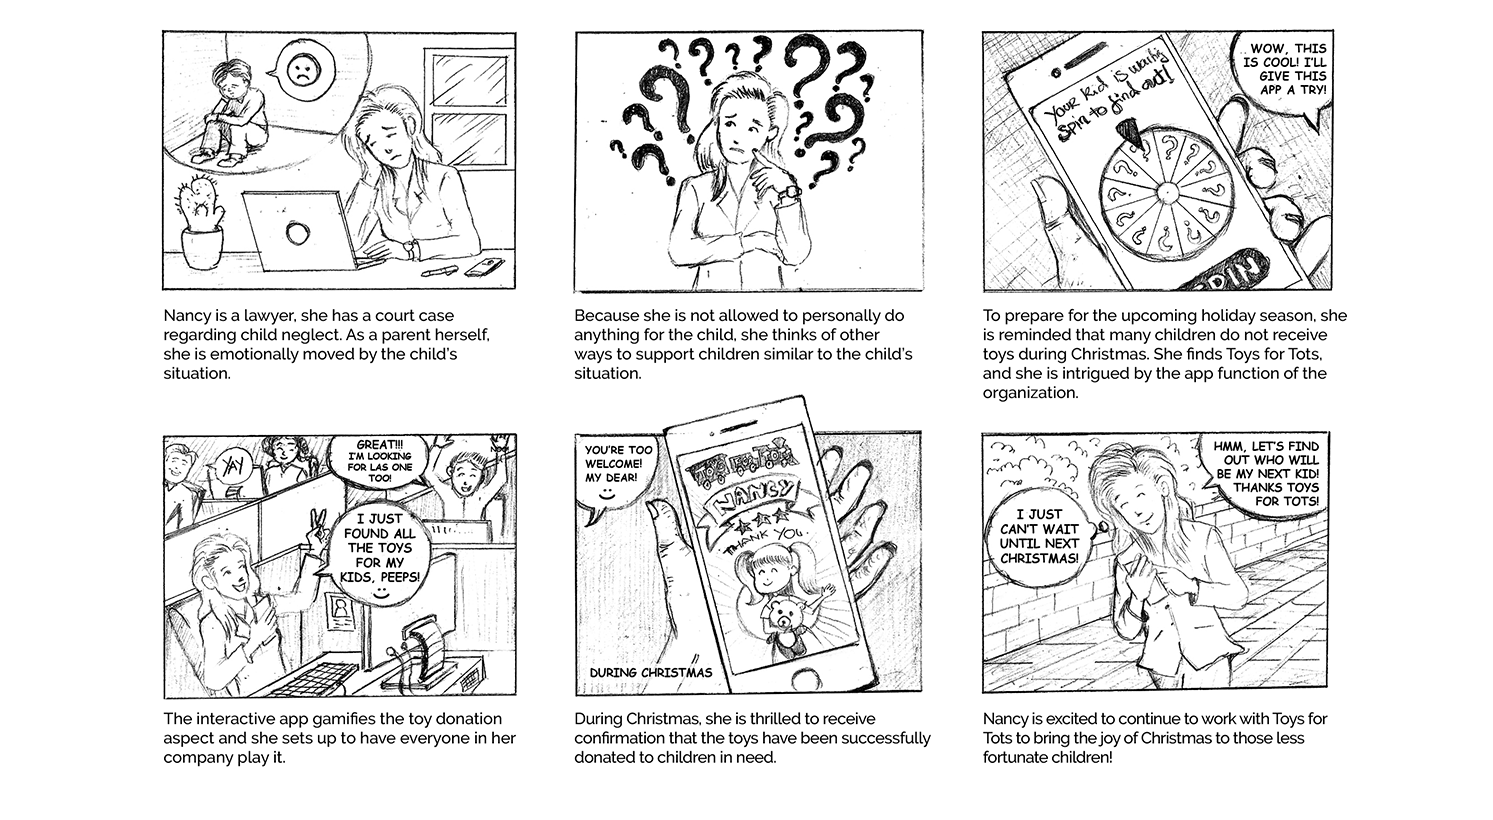 WOW, THIS
IS COOL! I'LL
GIVE THIS
APP A TRY!
Your Kid is waiting
Spin to find out!
SPIN
Nancy is a lawyer, she has a court case
regarding child neglect. As a parent herself,
she is emotionally moved by the child's
situation.
Because she is not allowed to personally do
anything for the child, she thinks of other
ways to support children similar to the child's
situation.
To prepare for the upcoming holiday season, she
is reminded that many children do not receive
toys during Christmas. She finds Toys for Tots,
and she is intrigued by the app function of the
organization.
YAY
GREAT!!!
I'M LOOKING
FOR LAS ONE
TOO!
I JUST
FOUND ALL
THE TOYS
FOR MY
KIDS, PEEPS!
YOU'RE TOO
WELCOME!
MY DEAR!
TOYS FOR TOTS
NANCY
THANK YOU
DURING CHRISTMAS
HMM, LET'S FIND
OUT WHO WILL
BE MY NEXT KID!
THANKS TOYS
FOR TOTS!
I JUST
CAN'T WAIT
UNTIL NEXT
CHRISTMAS!
The interactive app gamifies the toy donation
aspect and she sets up to have everyone in her
company play it.
During Christmas, she is thrilled to receive
confirmation that the toys have been successfully
donated to children in need.
Nancy is excited to continue to work with Toys for
Tots to bring the joy of Christmas to those less
fortunate children!